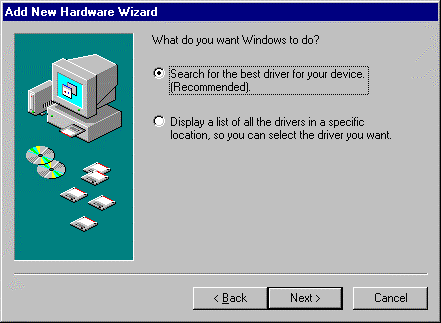 Add New Hardware Wizard
What do you want Windows to do?
Search for the best driver for your device.
(Recommended).
Display a list of all the drivers in a specific
location, so you can select the driver you want.
< Back
Next >
Cancel